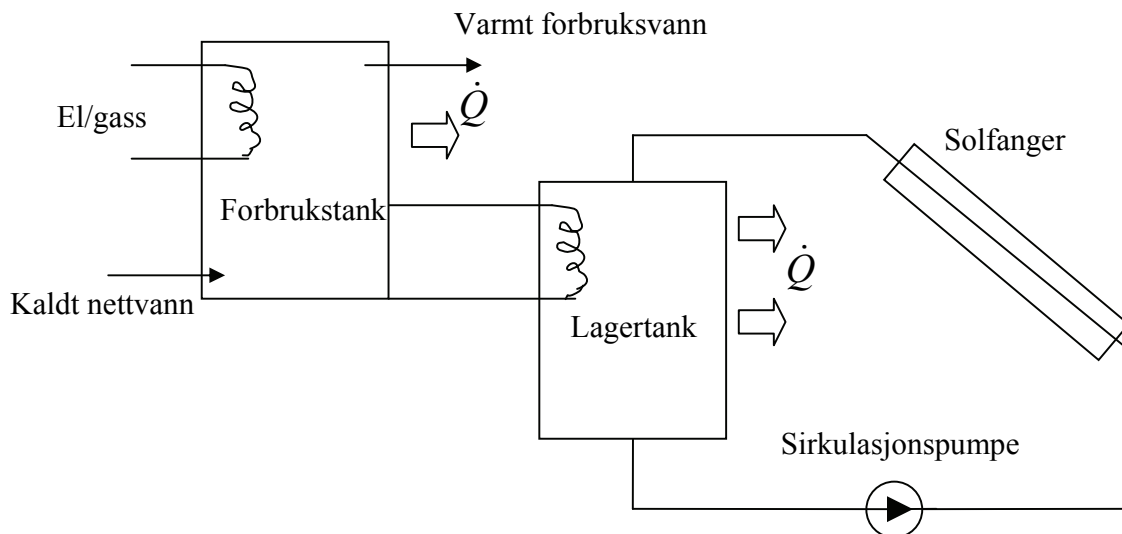 Varmt forbruksvann
El/gass
Q̇
Solfanger
Forbrukstank
Q̇
Kaldt nettvann
Lagertank
Sirkulasjonspumpe